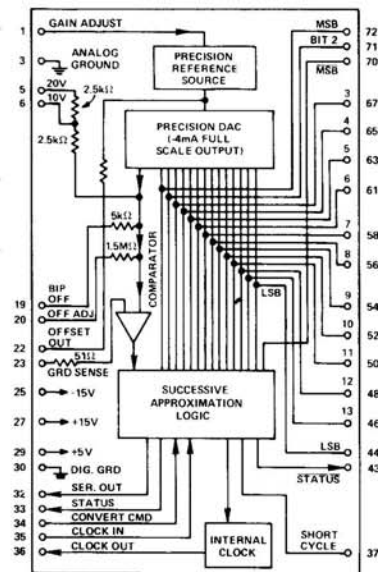 1 GAIN ADJUST
3 ANALOG GROUND
5 20V
6 10V
2.5kΩ
2.5kΩ
PRECISION
REFERENCE
SOURCE
PRECISION DAC
(-4mA FULL
SCALE OUTPUT)
5kΩ
1.5MΩ
COMPARATOR
LSB
19 BIP OFF
20 OFF ADJ
22 OFFSET OUT
23 51Ω
GRD SENSE
25 -15V
27 +15V
29 +5V
30 DIG. GRD
32 SER. OUT
33 STATUS
34 CONVERT CMD
35 CLOCK IN
36 CLOCK OUT
SUCCESSIVE
APPROXIMATION
LOGIC
INTERNAL
CLOCK
MSB 72
BIT 2 71
MSB 70
3 67
4 65
5 63
6 61
7 58
8 56
9 54
10 52
11 50
12 48
13 46
LSB 44
STATUS 43
SHORT
CYCLE 37